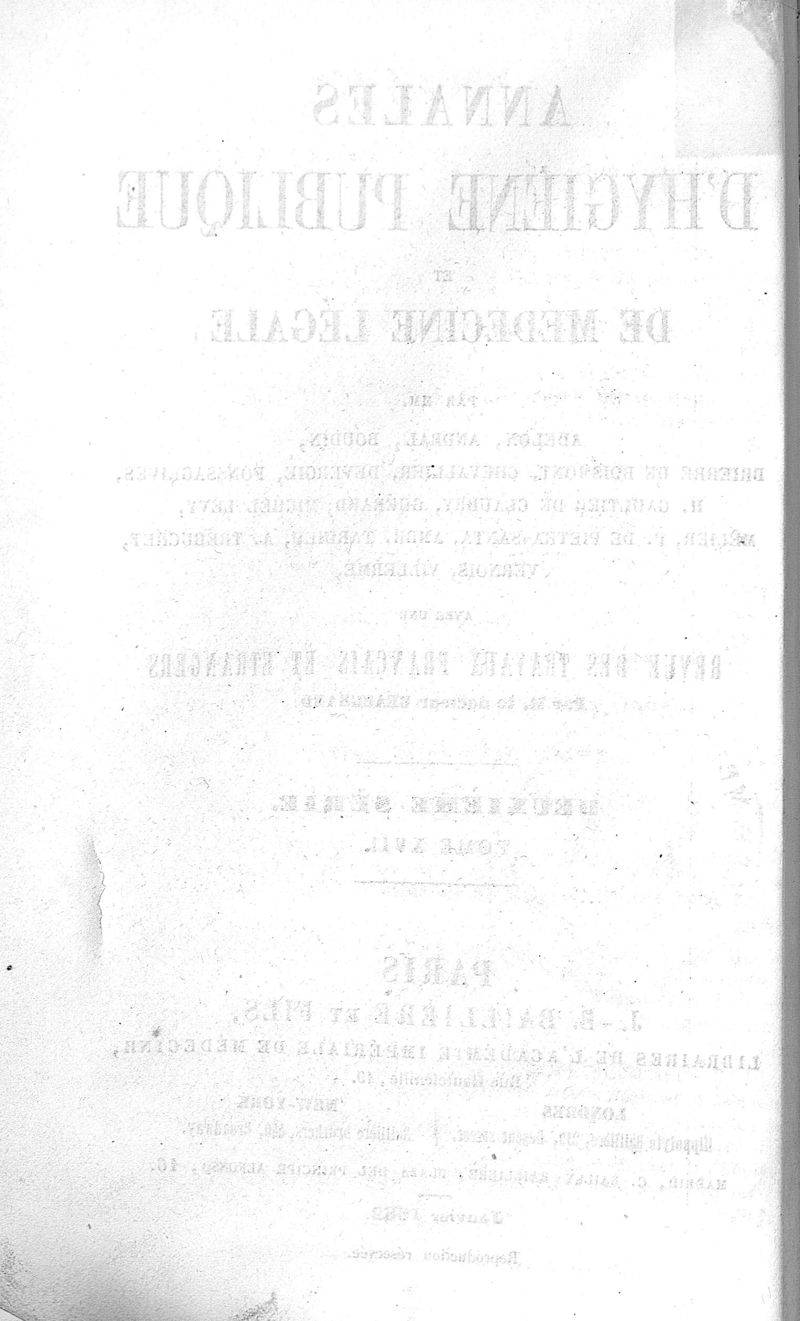 ANNALES
D'HYGIÈNE PUBLIQUE
ET
DE MÉDECINE LÉGALE
PAR MM.
ADELON, ANDRAL, BOUDIN,
BRIERRE DE BOISMONT, CHEVALLIER, DEVERGIE, FONSSAGRIVES,
H. GAULTIER DE CLAUBRY, GUÉRARD, MICHEL LÉVY,
MÊLIER, P. DE PIETRA-SANTA, AMBR. TARDIEU, A. TREBUCHET,
VERNOIS, VILLERMÉ,
AVEC UNE
REVUE DES TRAVAUX FRANÇAIS ET ÉTRANGERS
Par M. le docteur BEAUGRAND
DEUXIÈME SÉRIE.
TOME XVII.
PARIS
J.-B. BAILLIÈRE ET FILS,
LIBRAIRES DE L'ACADÉMIE IMPÉRIALE DE MÉDECINE,
Rue Hautefeuille, 19.
LONDRES
Hippolyte Baillière, 219, Regent street.
NEW-YORK
Baillière brothers, 440, Broadway.
MADRID, C. BAILLY-BAILLIÈRE, PLAZA DEL PRINCIPE ALFONSO, 16.
Janvier 1862
Reproduction réservée.